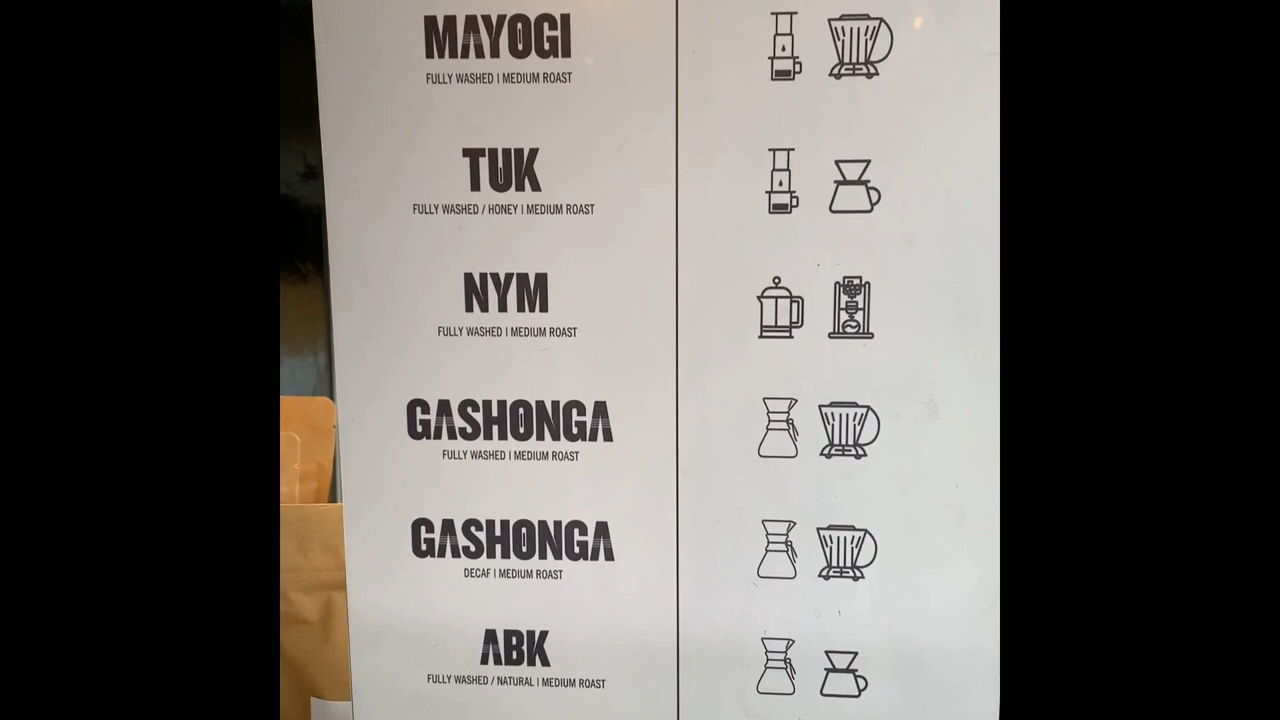 MAYOGI
FULLY WASHED | MEDIUM ROAST
TUK
FULLY WASHED / HONEY | MEDIUM ROAST
NYM
FULLY WASHED | MEDIUM ROAST
GASHONGA
FULLY WASHED | MEDIUM ROAST
GASHONGA
DECAF | MEDIUM ROAST
ABK
FULLY WASHED / NATURAL | MEDIUM ROAST